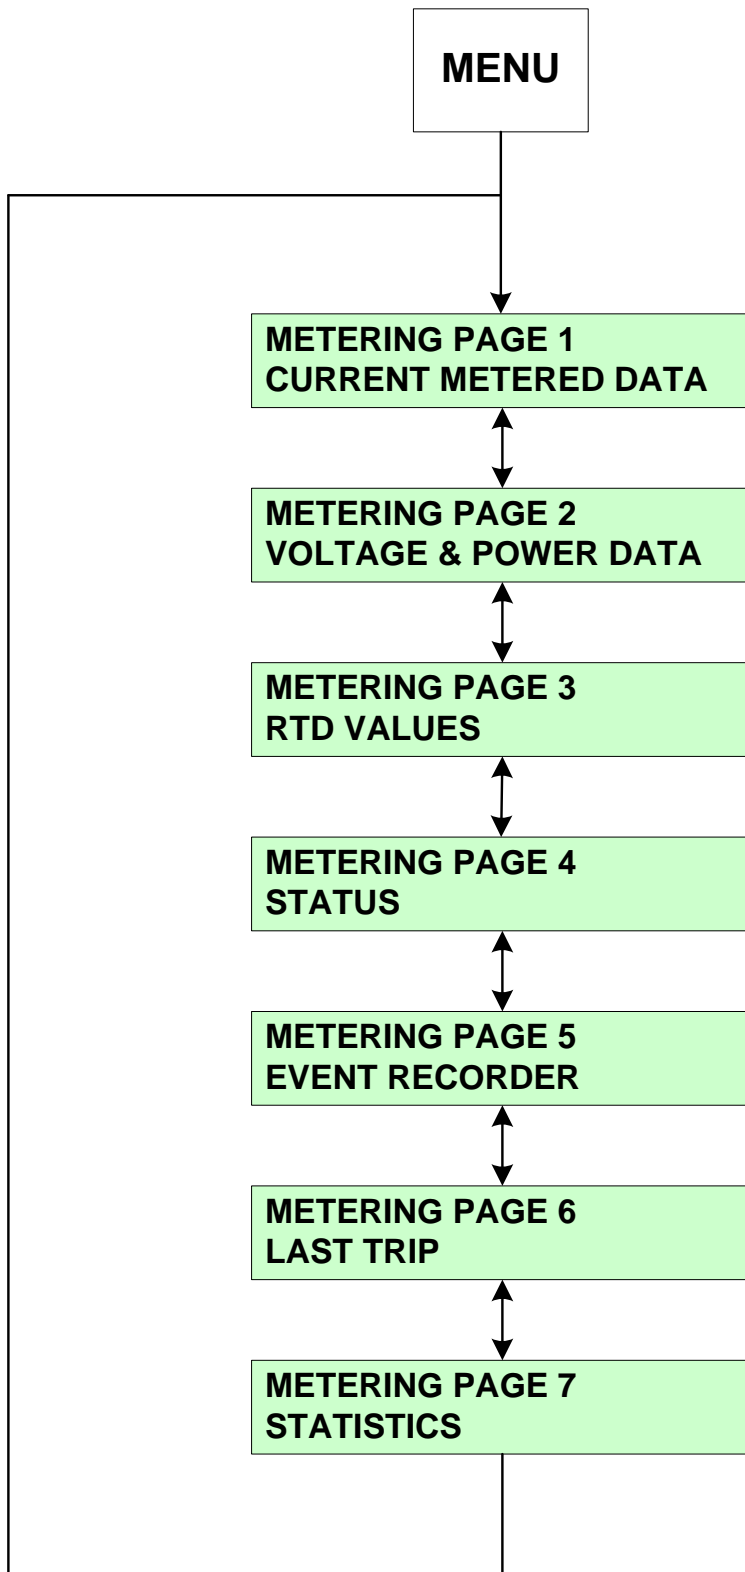 MENU
METERING PAGE 1
CURRENT METERED DATA
METERING PAGE 2
VOLTAGE & POWER DATA
METERING PAGE 3
RTD VALUES
METERING PAGE 4
STATUS
METERING PAGE 5
EVENT RECORDER
METERING PAGE 6
LAST TRIP
METERING PAGE 7
STATISTICS